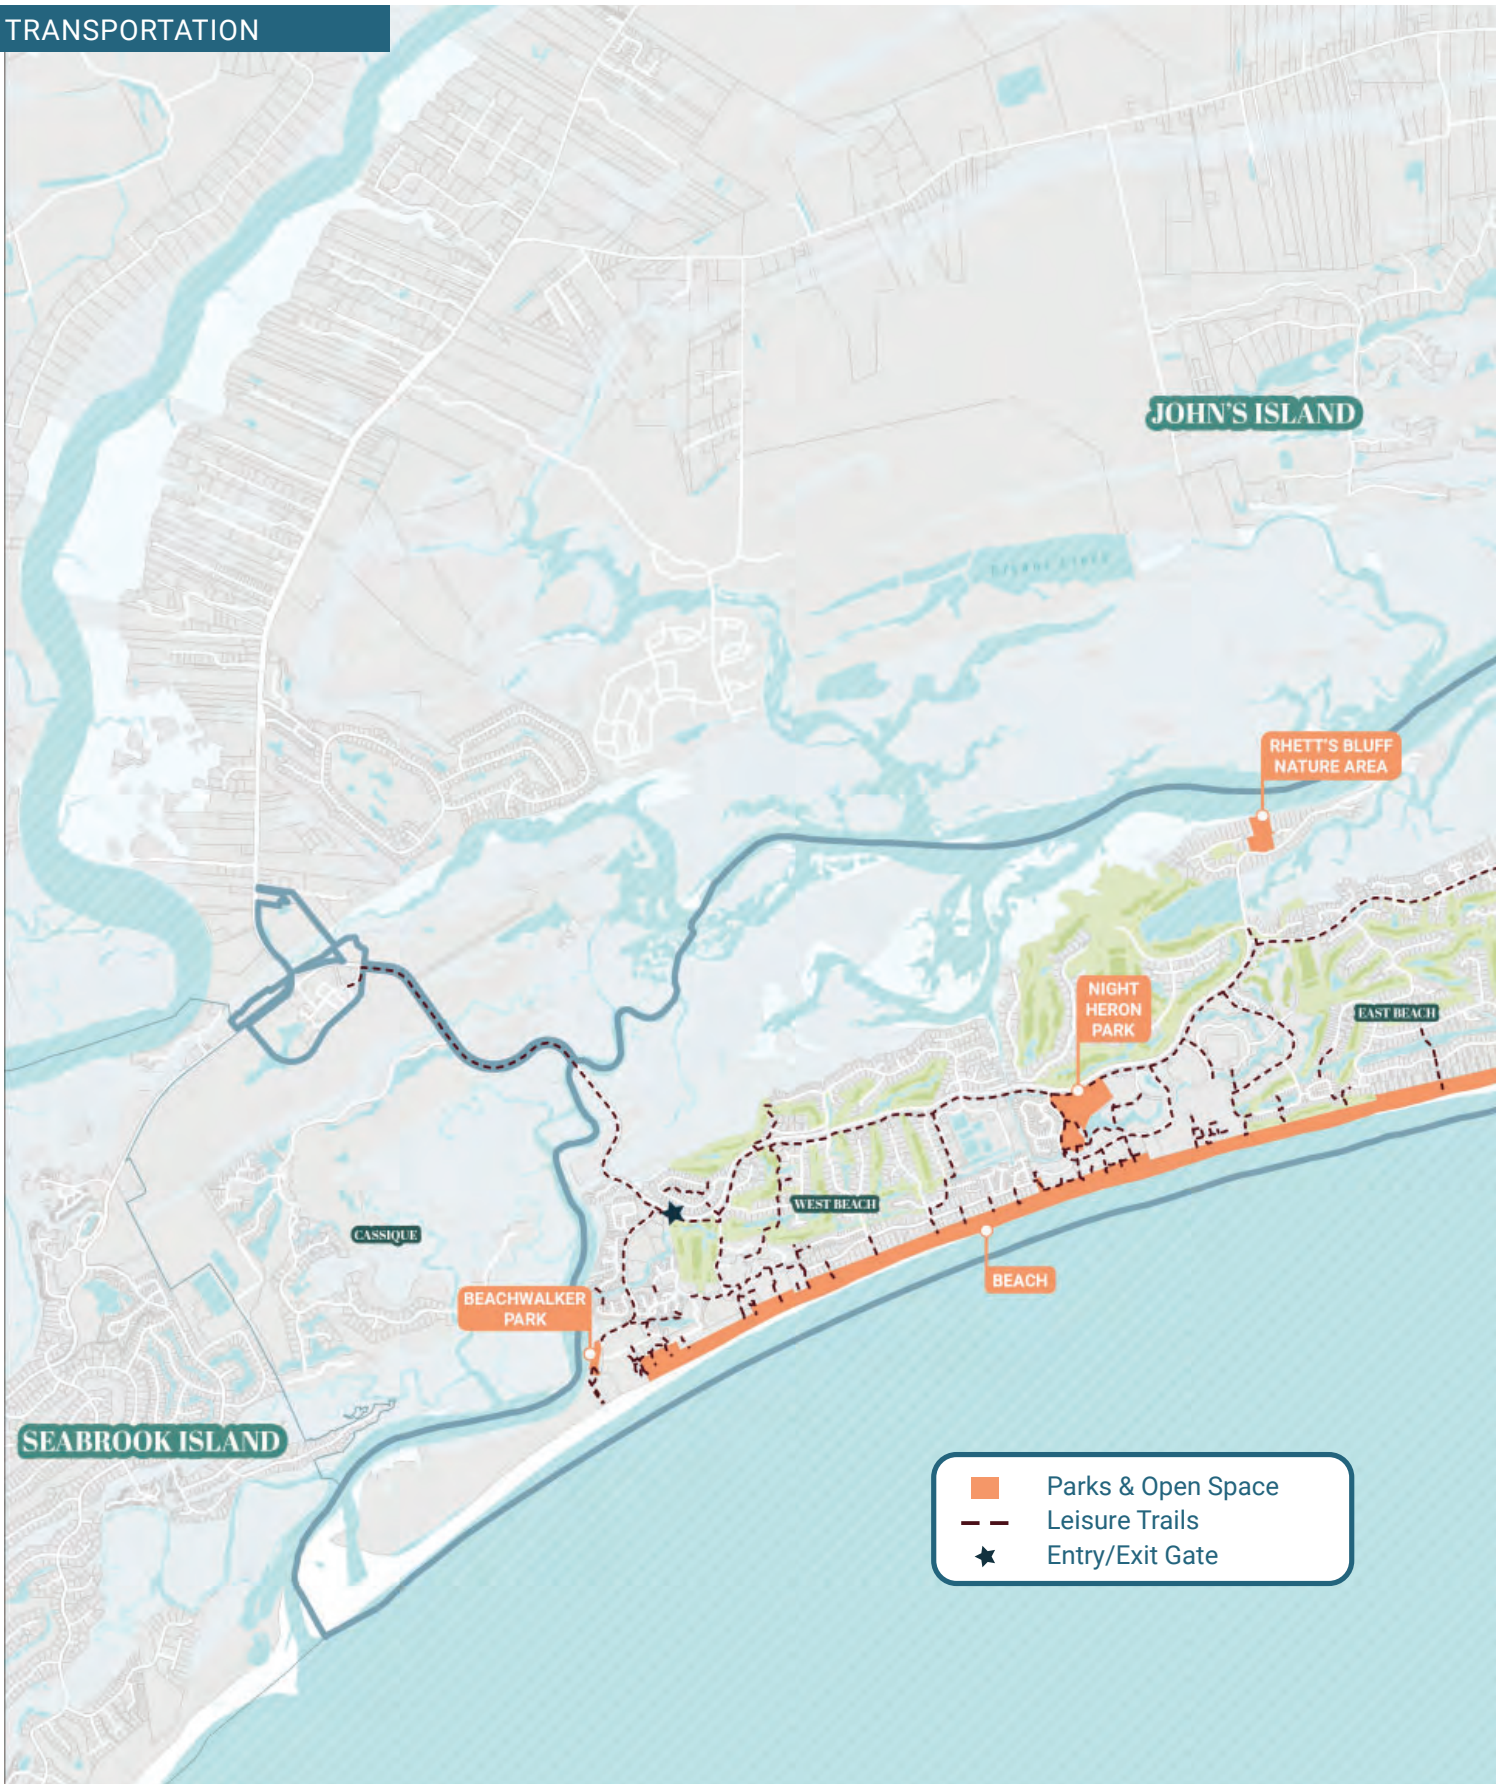 TRANSPORTATION
JOHN'S ISLAND
RHETT'S BLUFF
NATURE AREA
NIGHT
HERON
PARK
EAST BEACH
WEST BEACH
CASSIQUE
BEACH
BEACHWALKER
PARK
SEABROOK ISLAND
Parks & Open Space
Leisure Trails
Entry/Exit Gate